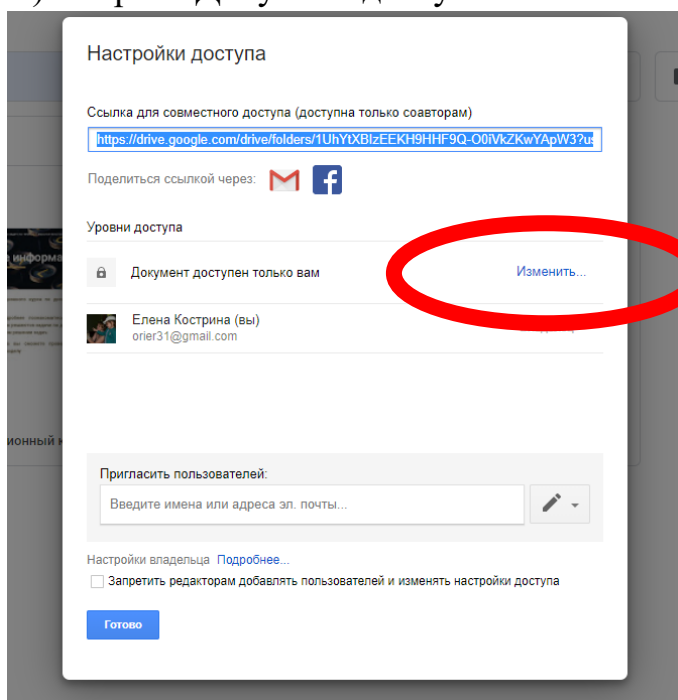 Настройки доступа
Ссылка для совместного доступа (доступна только соавторам)
https://drive.google.com/drive/folders/1UhYtXBIzEEKH9HHF9Q-O0iVkZKwYApW3?us
Поделиться ссылкой через:
Уровни доступа
информа
Документ доступен только вам
Изменить...
Елена Кострина (вы)
orier31@gmail.com
ионный к
Пригласить пользователей:
Введите имена или адреса эл. почты...
Настройки владельца Подробнее...
Запретить редакторам добавлять пользователей и изменять настройки доступа
Готово